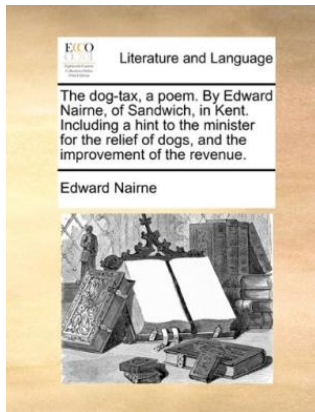 ECCO
Literature and Language
The dog-tax, a poem. By Edward
Nairne, of Sandwich, in Kent.
Including a hint to the minister
for the relief of dogs, and the
improvement of the revenue.
Edward Nairne